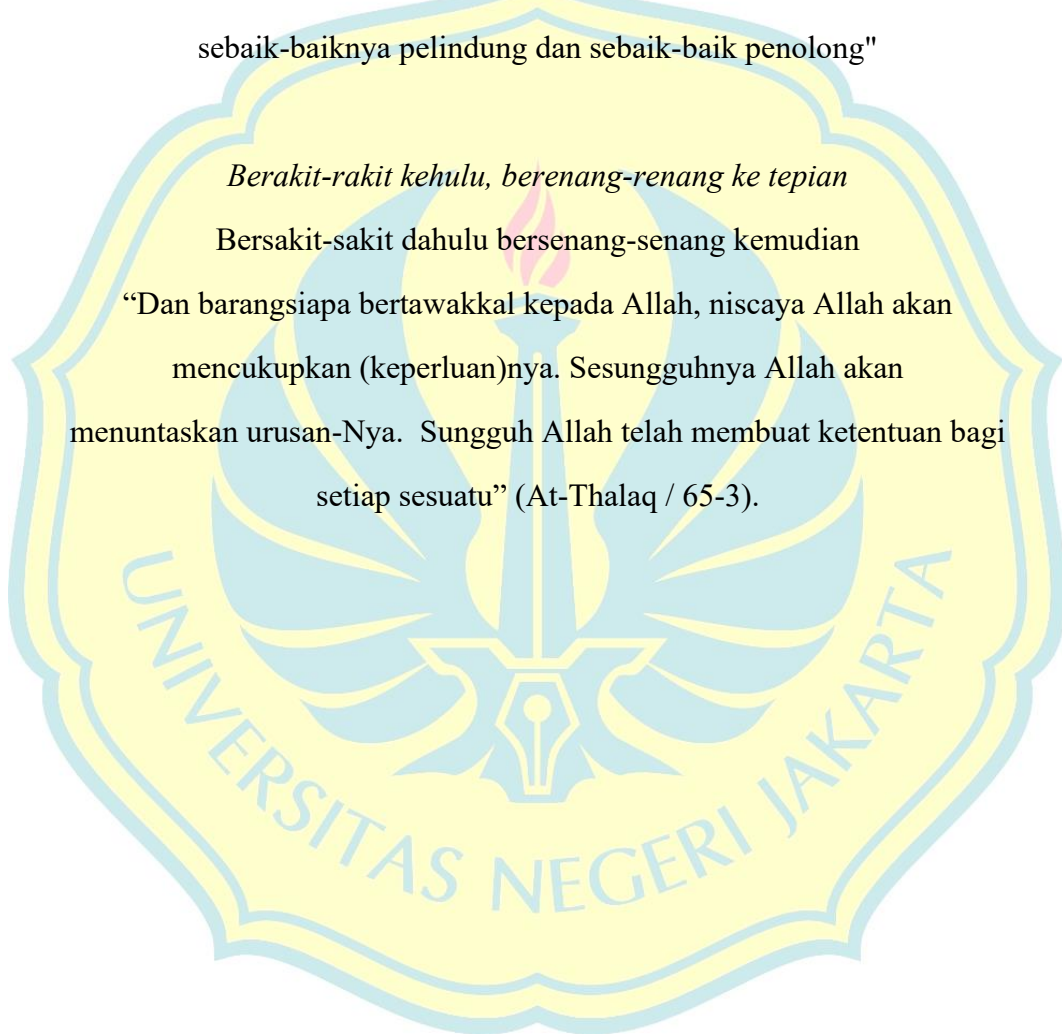 sebaik-baiknya pelindung dan sebaik-baik penolong"
Berakit-rakit kehulu, berenang-renang ke tepian
Bersakit-sakit dahulu bersenang-senang kemudian
“Dan barangsiapa bertawakkal kepada Allah, niscaya Allah akan
mencukupkan (keperluan)nya. Sesungguhnya Allah akan
menuntaskan urusan-Nya.  Sungguh Allah telah membuat ketentuan bagi
setiap sesuatu” (At-Thalaq / 65-3).
UNIVERSITAS NEGERI JAKARTA